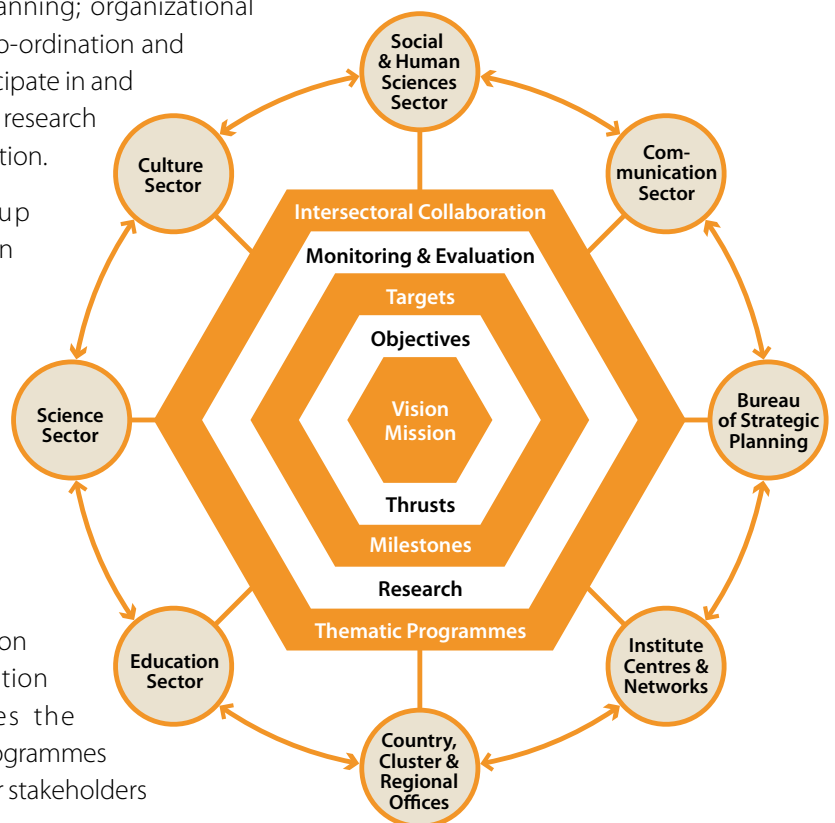 anning; organizational
o-ordination and
cipate in and
research
tion.
up
n
on
tion
es the
ogrammes
r stakeholders
Social
& Human
Sciences
Sector
Com-
munication
Sector
Bureau
of Strategic
Planning
Institute
Centres &
Networks
Country,
Cluster &
Regional
Offices
Education
Sector
Science
Sector
Culture
Sector
Intersectoral Collaboration
Monitoring & Evaluation
Targets
Objectives
Vision
Mission
Thrusts
Milestones
Research
Thematic Programmes